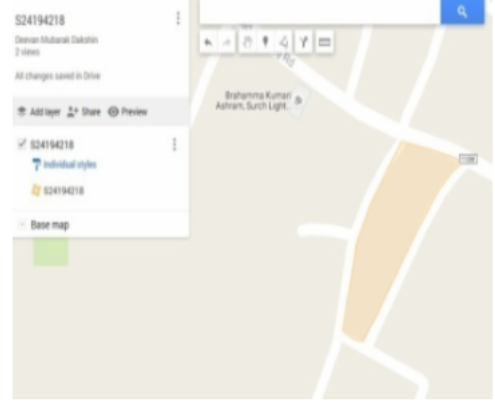 S24194218
Deevan Mubarak Dakshin
2 views
All changes saved in Drive
Add layer Share Preview
S24194218
Individual styles
S24194218
Base map
Rd
Brahamma Kumari
Ashram, Surch Light...